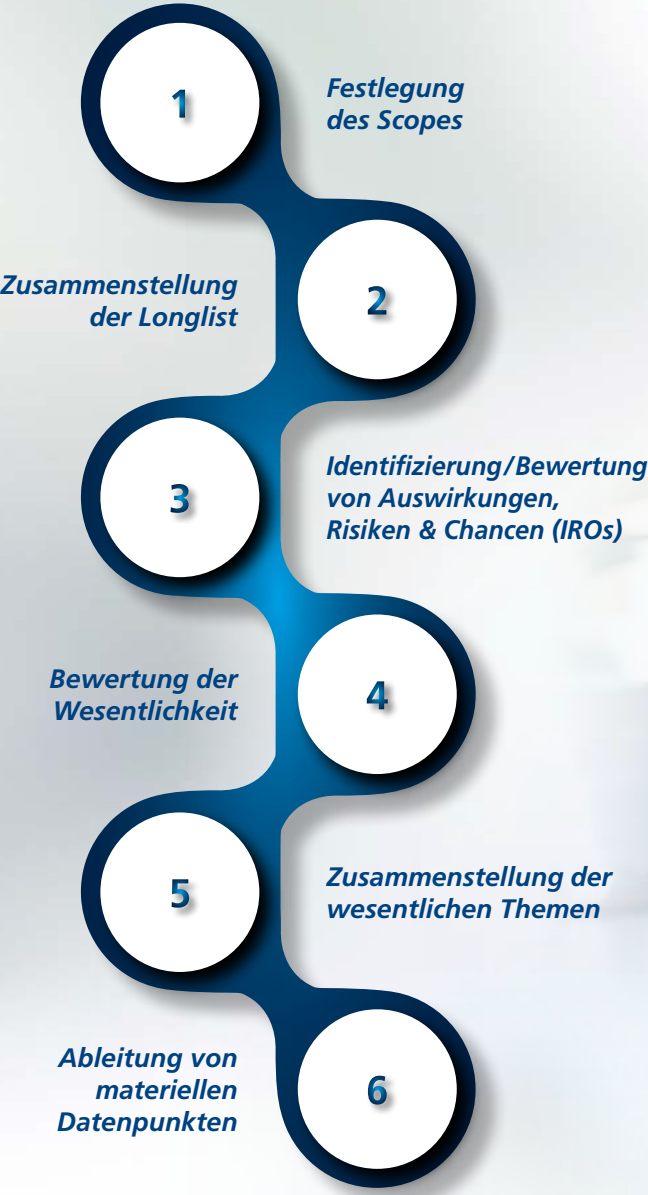 1
Festlegung
des Scopes
Zusammenstellung
der Longlist
2
3
Identifizierung/Bewertung
von Auswirkungen,
Risiken & Chancen (IROs)
Bewertung der
Wesentlichkeit
4
5
Zusammenstellung der
wesentlichen Themen
Ableitung von
materiellen
Datenpunkten
6